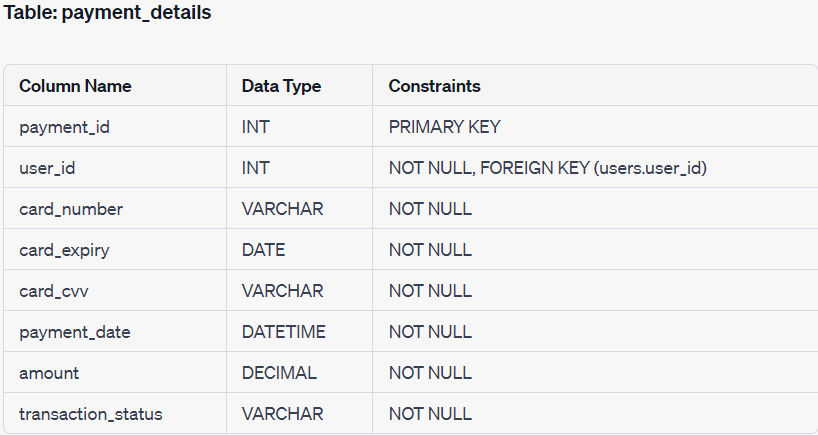 Table: payment_details
Column Name Data Type Constraints
payment_id INT PRIMARY KEY
user_id INT NOT NULL, FOREIGN KEY (users.user_id)
card_number VARCHAR NOT NULL
card_expiry DATE NOT NULL
card_cvv VARCHAR NOT NULL
payment_date DATETIME NOT NULL
amount DECIMAL NOT NULL
transaction_status VARCHAR NOT NULL